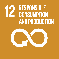 12 RESPONSIBLE
CONSUMPTION
AND PRODUCTION